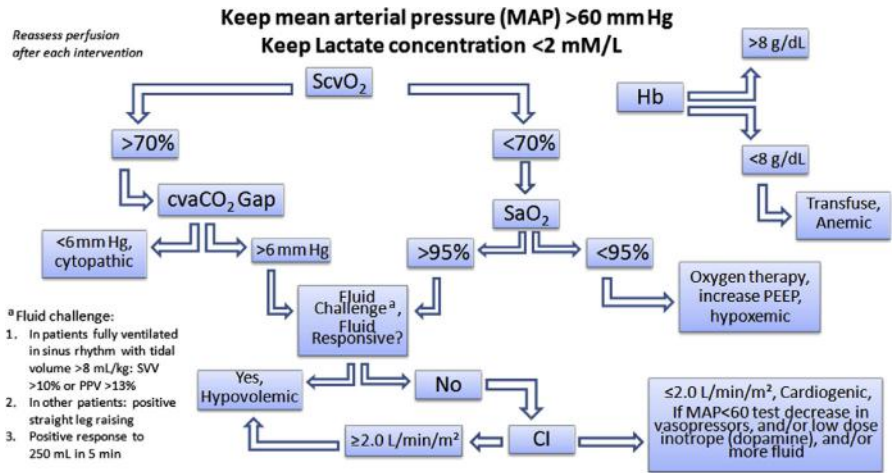 Keep mean arterial pressure (MAP) >60 mm Hg
Keep Lactate concentration <2 mM/L
Reassess perfusion
after each intervention
ScvO₂
>70%
<70%
Hb
>8 g/dL
<8 g/dL
Transfuse,
Anemic
cvaCO₂ Gap
SaO₂
<6 mm Hg,
cytopathic
>6 mm Hg
>95%
<95%
Oxygen therapy,
increase PEEP,
hypoxemic
Fluid
Challengeᵃ,
Fluid
Responsive?
ᵃ Fluid challenge:
1. In patients fully ventilated
in sinus rhythm with tidal
volume >8 mL/kg: SVV
>10% or PPV >13%
2. In other patients: positive
straight leg raising
3. Positive response to
250 mL in 5 min
Yes,
Hypovolemic
No
≥2.0 L/min/m²
CI
≤2.0 L/min/m², Cardiogenic,
If MAP<60 test decrease in
vasopressors, and/or low dose
inotrope (dopamine), and/or
more fluid